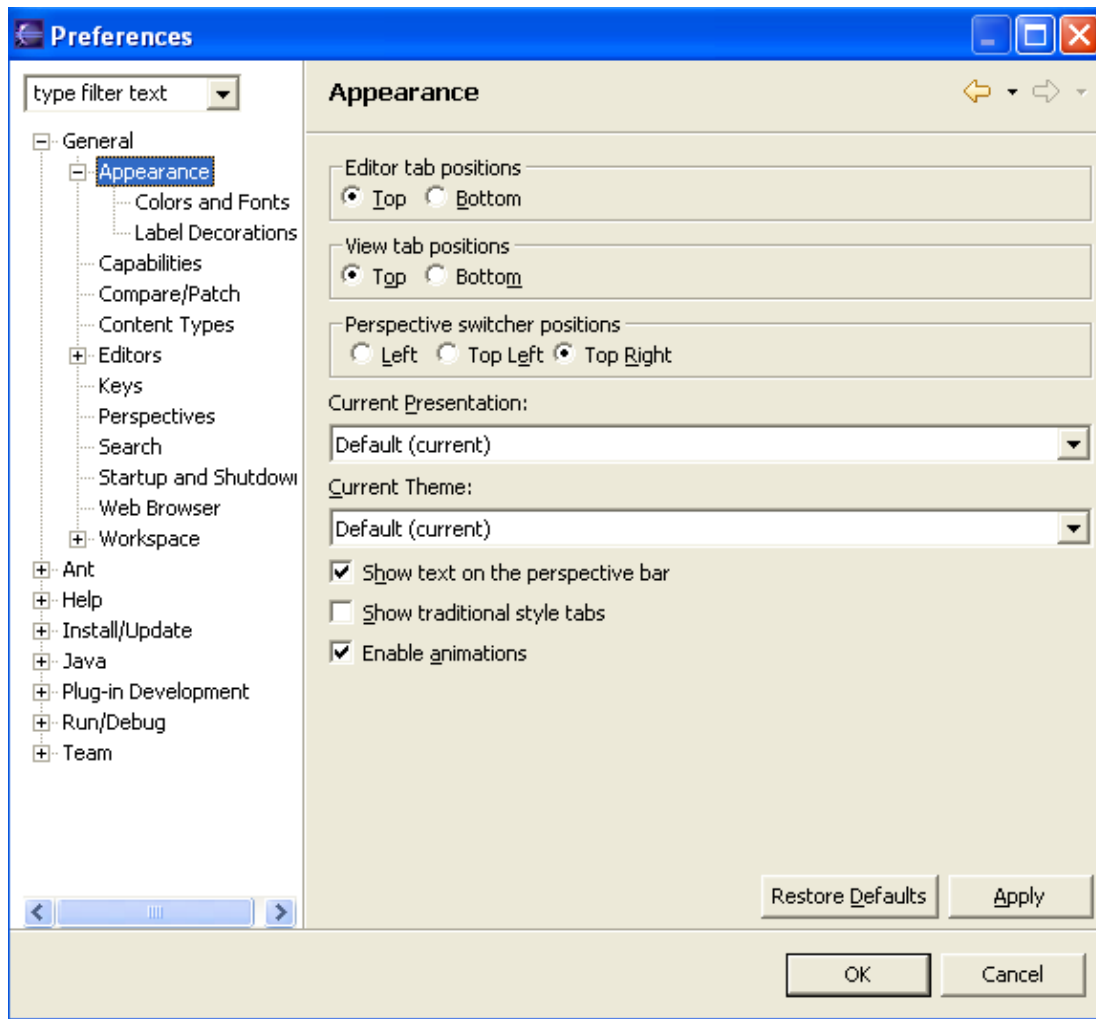 Preferences
type filter text
General
Appearance
Colors and Fonts
Label Decorations
Capabilities
Compare/Patch
Content Types
Editors
Keys
Perspectives
Search
Startup and Shutdow
Web Browser
Workspace
Ant
Help
Install/Update
Java
Plug-in Development
Run/Debug
Team
Appearance
Editor tab positions
Top Bottom
View tab positions
Top Bottom
Perspective switcher positions
Left Top Left Top Right
Current Presentation:
Default (current)
Current Theme:
Default (current)
Show text on the perspective bar
Show traditional style tabs
Enable animations
Restore Defaults Apply
OK Cancel